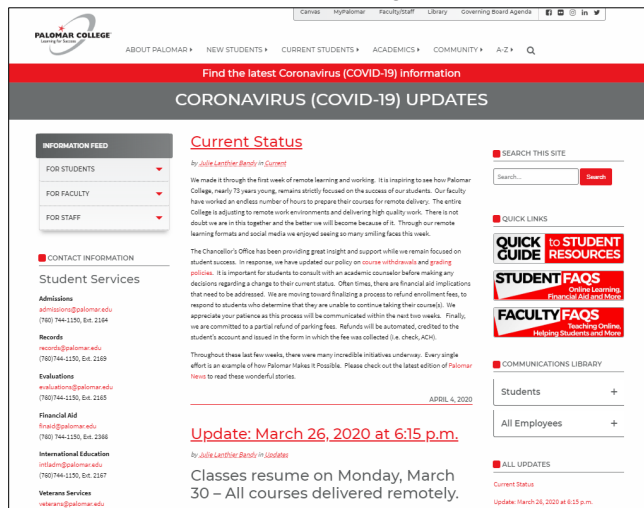 Canvas MyPalomar Faculty/Staff Library Governing Board Agenda
PALOMAR COLLEGE
Learning for Success
ABOUT PALOMAR NEW STUDENTS CURRENT STUDENTS ACADEMICS COMMUNITY A-Z
Find the latest Coronavirus (COVID-19) information
CORONAVIRUS (COVID-19) UPDATES
INFORMATION FEED
FOR STUDENTS
FOR FACULTY
FOR STAFF
CONTACT INFORMATION
Student Services
Admissions
admissions@palomar.edu
(760) 744-1150, Ext. 2164
Records
records@palomar.edu
(760)744-1150, Ext. 2169
Evaluations
evaluations@palomar.edu
(760)744-1150, Ext. 2165
Financial Aid
finaid@palomar.edu
(760) 744-1150, Ext. 2366
International Education
intladm@palomar.edu
(760)744-1150, Ext. 2167
Veterans Services
veterans@palomar.edu
Current Status
by Julie Lanthier Bandy in Current
We made it through the first week of remote learning and working. It is inspiring to see how Palomar
College, nearly 73 years young, remains strictly focused on the success of our students. Our faculty
have worked an endless number of hours to prepare their courses for remote delivery. The entire
College is adjusting to remote work environments and delivering high quality work. There is not
doubt we are in this together and the better we will become because of it. Through our remote
learning formats and social media we enjoyed seeing so many smiling faces this week.
The Chancellor's Office has been providing great insight and support while we remain focused on
student success. In response, we have updated our policy on course withdrawals and grading
policies. It is important for students to consult with an academic counselor before making any
decisions regarding a change to their current status. Often times, there are financial aid implications
that need to be addressed. We are moving toward finalizing a process to refund enrollment fees, to
respond to students who determine that they are unable to continue taking their course(s). We
appreciate your patience as this process will be communicated within the next two weeks. Finally,
we are committed to a partial refund of parking fees. Refunds will be automated, credited to the
student's account and issued in the form in which the fee was collected (i.e. check, ACH).
Throughout these last few weeks, there were many incredible initiatives underway. Every single
effort is an example of how Palomar Makes It Possible. Please check out the latest edition of Palomar
News to read these wonderful stories.
APRIL 4, 2020
Update: March 26, 2020 at 6:15 p.m.
by Julie Lanthier Bandy in Updates
Classes resume on Monday, March
30 – All courses delivered remotely.
SEARCH THIS SITE
Search... Search
QUICK LINKS
QUICK GUIDE to STUDENT RESOURCES
STUDENT FAQS
Online Learning,
Financial Aid and More
FACULTY FAQS
Teaching Online,
Helping Students and More
COMMUNICATIONS LIBRARY
Students +
All Employees +
ALL UPDATES
Current Status
Update: March 26, 2020 at 6:15 p.m.